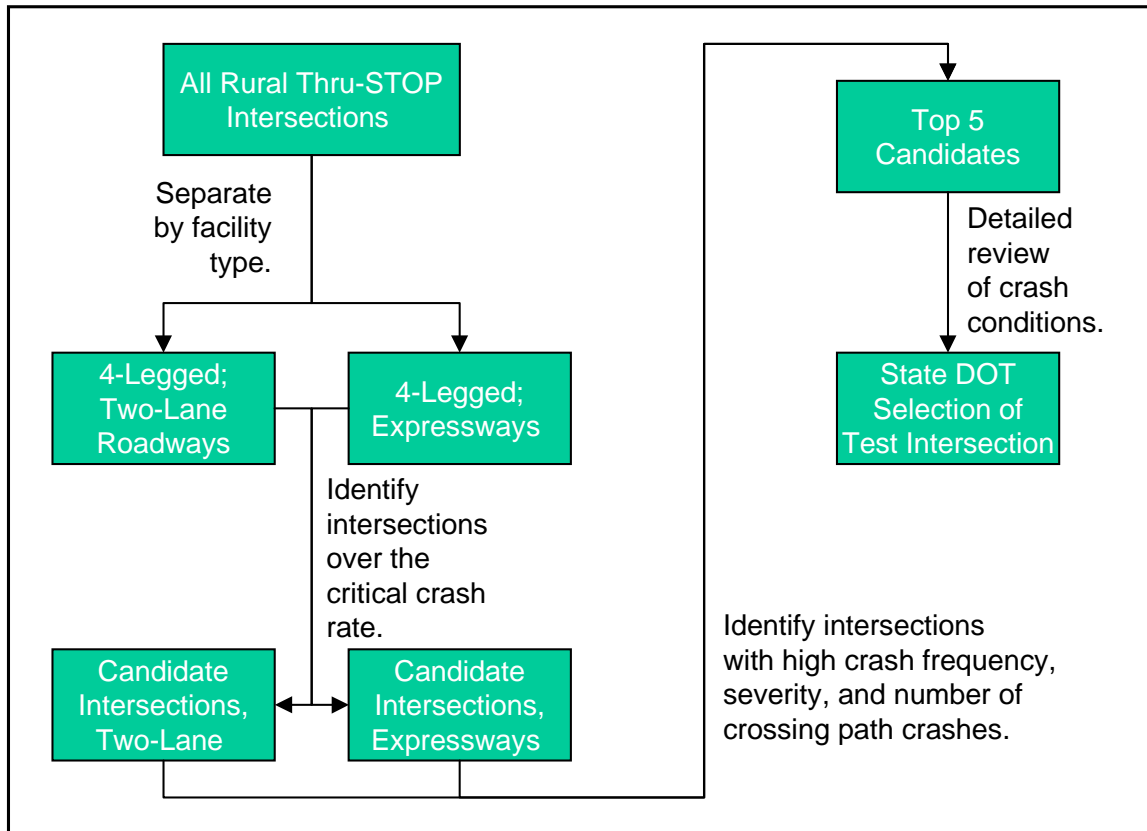 All Rural Thru-STOP
Intersections
Separate
by facility
type.
4-Legged;
Two-Lane
Roadways
4-Legged;
Expressways
Identify
intersections
over the
critical crash
rate.
Candidate
Intersections,
Two-Lane
Candidate
Intersections,
Expressways
Identify intersections
with high crash frequency,
severity, and number of
crossing path crashes.
Top 5
Candidates
Detailed
review
of crash
conditions.
State DOT
Selection of
Test Intersection